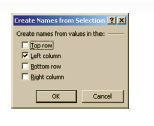 Create Names from Selection
Create names from values in the:
Top row
Left column
Bottom row
Right column
OK Cancel